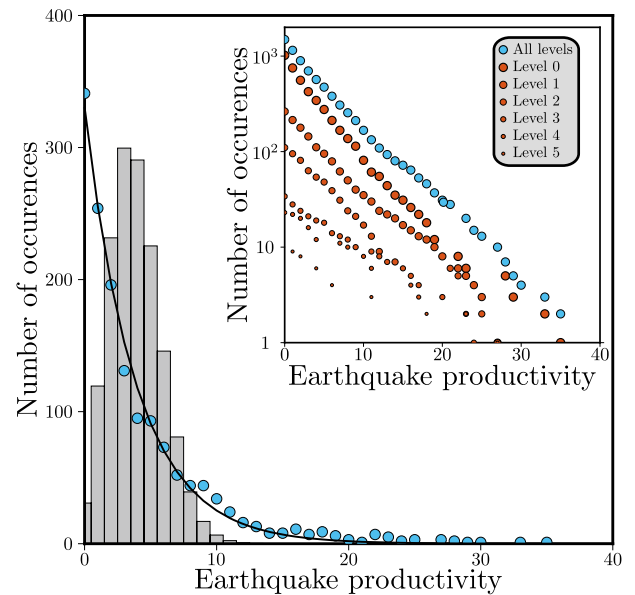 400
300
200
100
0
0
10
20
30
40
Number of occurences
Earthquake productivity
10³
10²
10
1
0
10
20
30
40
Number of occurences
Earthquake productivity
All levels
Level 0
Level 1
Level 2
Level 3
Level 4
Level 5